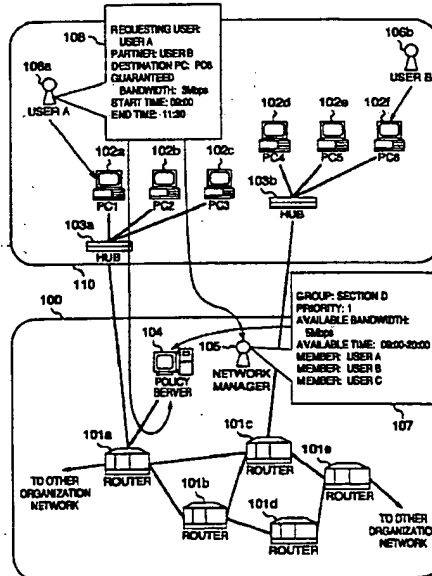 108
REQUESTING USER:
USER A
PARTNER: USER B
DESTINATION PC: PC6
GUARANTEED
BANDWIDTH: 3Mbps
START TIME: 09:00
END TIME: 11:30
106a
USER A
106b
USER B
102a
PC1
102b
PC2
102c
PC3
102d
PC4
102e
PC5
102f
PC6
103a
HUB
103b
HUB
110
100
104
POLICY
SERVER
105
NETWORK
MANAGER
GROUP: SECTION D
PRIORITY: 1
AVAILABLE BANDWIDTH:
5Mbps
AVAILABLE TIME: 09:00-20:00
MEMBER: USER A
MEMBER: USER B
MEMBER: USER C
107
101a
ROUTER
101b
ROUTER
101c
ROUTER
101d
ROUTER
101e
ROUTER
TO OTHER
ORGANIZATION
NETWORK
TO OTHER
ORGANIZATION
NETWORK